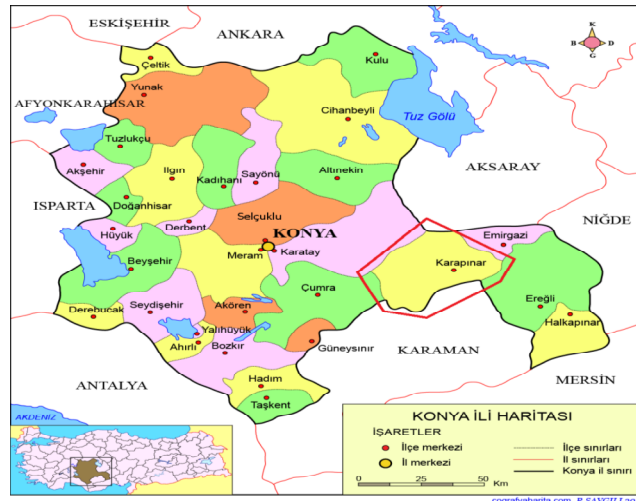 ESKİŞEHİR
ANKARA
K
B D
G
Çeltik
Kulu
Yunak
AFYONKARAHİSAR
Cihanbeyli
Tuz Gölü
Tuzlukçu
Akşehir
Ilgın
Kadıhanı
Sayönü
Altınekin
AKSARAY
ISPARTA
Doğanhisar
Selçuklu
NİĞDE
Hüyük
Derbent
KONYA
Emirgazi
Meram
Karatay
Karapınar
Beyşehir
Çumra
Ereğli
Seydişehir
Akören
Halkapınar
Derebucak
Yalıhüyük
Ahırlı
Bozkır
Güneysınır
KARAMAN
ANTALYA
Hadım
MERSİN
Taşkent
AKDENİZ
KONYA İLİ HARİTASI
İŞARETLER
İlçe merkezi
İl merkezi
İlçe sınırları
İl sınırları
Konya il sınırı
0 50
Km
cografyaharita.com